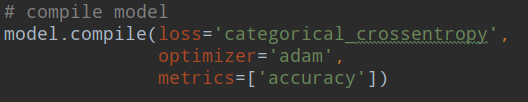 # compile model
model.compile(loss='categorical_crossentropy',
              optimizer='adam',
              metrics=['accuracy'])